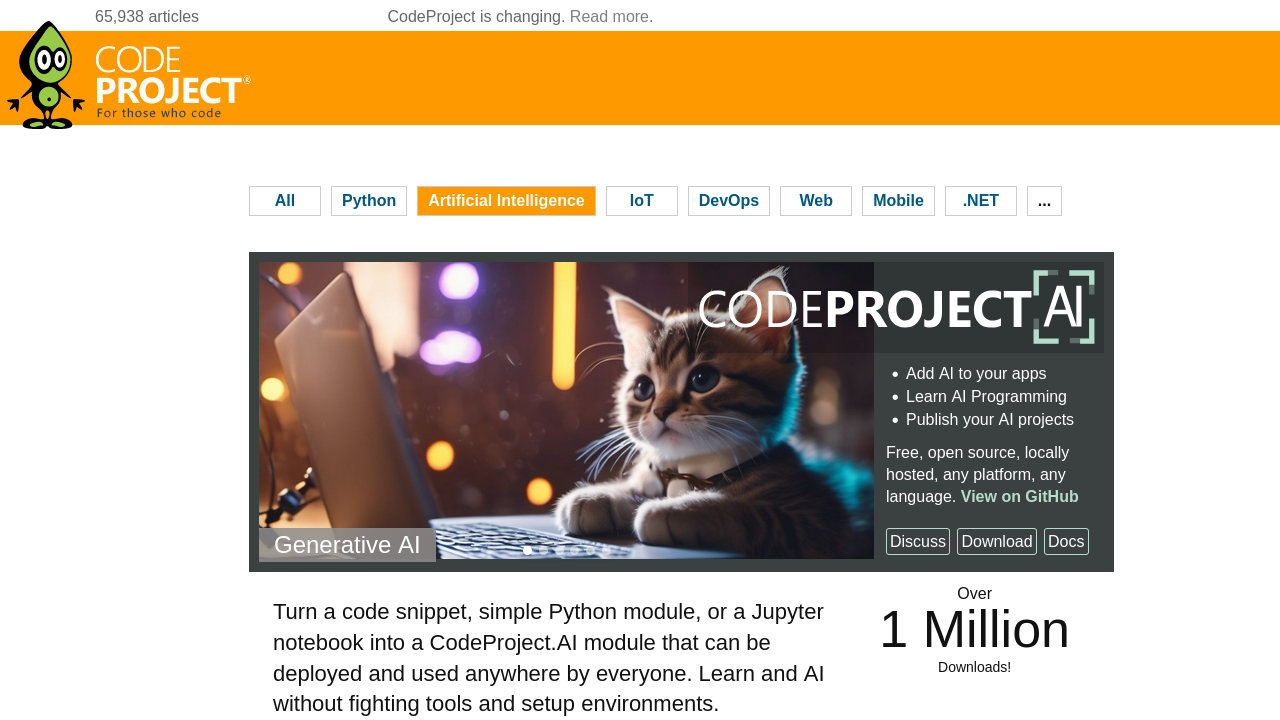 65,938 articles
CodeProject is changing. Read more.
CODE
PROJECT®
For those who code
All
Python
Artificial Intelligence
IoT
DevOps
Web
Mobile
.NET
...
CODEPROJECT AI
Add AI to your apps
Learn AI Programming
Publish your AI projects
Free, open source, locally
hosted, any platform, any
language. View on GitHub
Generative AI
Discuss
Download
Docs
Turn a code snippet, simple Python module, or a Jupyter
notebook into a CodeProject.AI module that can be
deployed and used anywhere by everyone. Learn and AI
without fighting tools and setup environments.
Over
1 Million
Downloads!